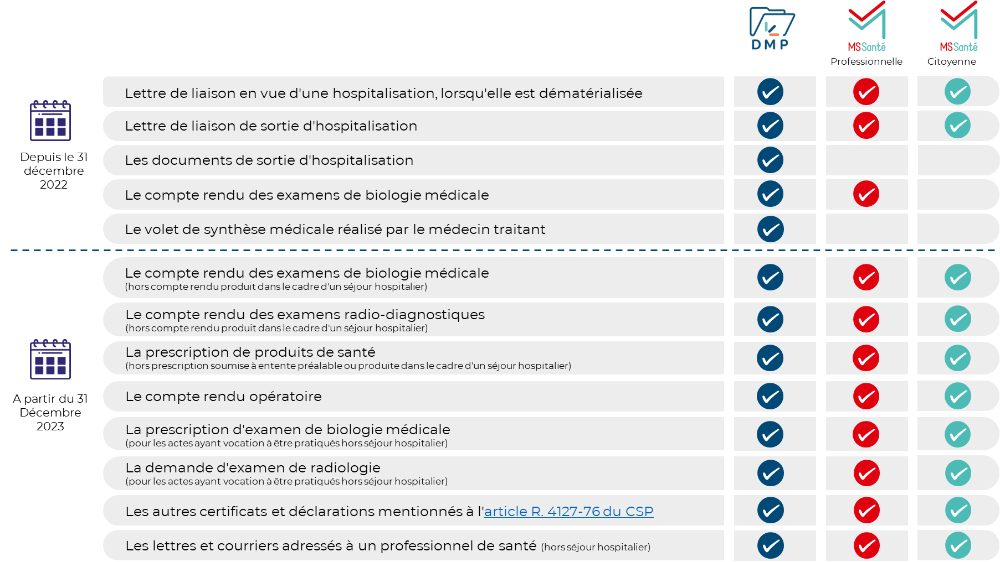 DMP
MSSanté
MSSanté
Professionnelle
Citoyenne
Depuis le 31
décembre
2022
Lettre de liaison en vue d'une hospitalisation, lorsqu'elle est dématérialisée
Lettre de liaison de sortie d'hospitalisation
Les documents de sortie d'hospitalisation
Le compte rendu des examens de biologie médicale
Le volet de synthèse médicale réalisé par le médecin traitant
A partir du 31
Décembre
2023
Le compte rendu des examens de biologie médicale
(hors compte rendu produit dans le cadre d'un séjour hospitalier)
Le compte rendu des examens radio-diagnostiques
(hors compte rendu produit dans le cadre d'un séjour hospitalier)
La prescription de produits de santé
(hors prescription soumise à entente préalable ou produite dans le cadre d'un séjour hospitalier)
Le compte rendu opératoire
La prescription d'examen de biologie médicale
(pour les actes ayant vocation à être pratiqués hors séjour hospitalier)
La demande d'examen de radiologie
(pour les actes ayant vocation à être pratiqués hors séjour hospitalier)
Les autres certificats et déclarations mentionnés à l'article R. 4127-76 du CSP
Les lettres et courriers adressés à un professionnel de santé (hors séjour hospitalier)